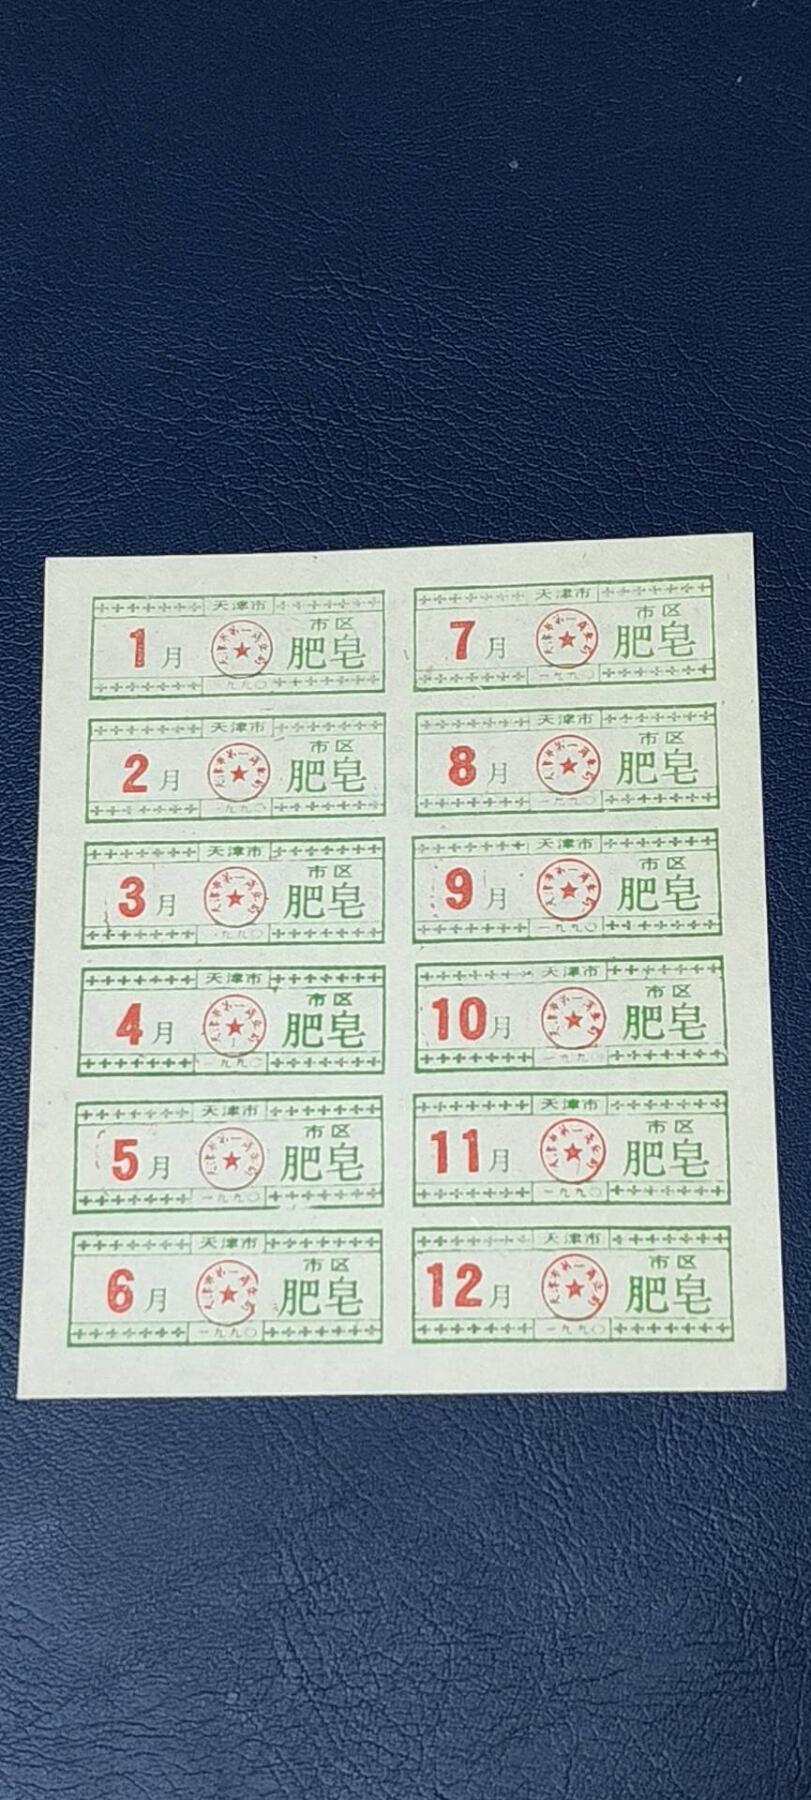 天津市
1月
市区
肥皂
一九九〇
天津市
2月
市区
肥皂
一九九〇
天津市
3月
市区
肥皂
一九九〇
天津市
4月
市区
肥皂
一九九〇
天津市
5月
市区
肥皂
一九九〇
天津市
6月
市区
肥皂
一九九〇
天津市
7月
市区
肥皂
一九九〇
天津市
8月
市区
肥皂
一九九〇
天津市
9月
市区
肥皂
一九九〇
天津市
10月
市区
肥皂
一九九〇
天津市
11月
市区
肥皂
一九九〇
天津市
12月
市区
肥皂
一九九〇